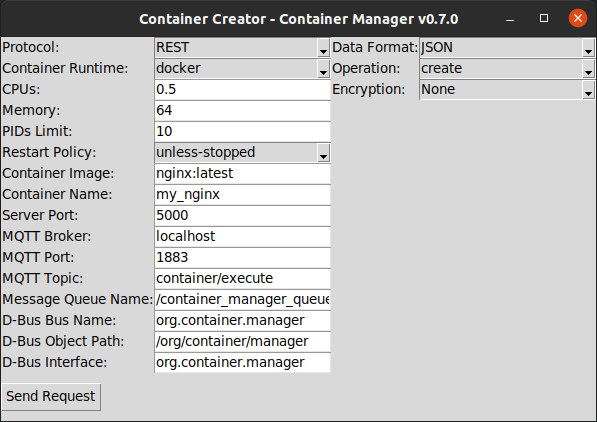 Container Creator - Container Manager v0.7.0
Protocol: REST Data Format: JSON
Container Runtime: docker Operation: create
CPUs: 0.5 Encryption: None
Memory: 64
PIDs Limit: 10
Restart Policy: unless-stopped
Container Image: nginx:latest
Container Name: my_nginx
Server Port: 5000
MQTT Broker: localhost
MQTT Port: 1883
MQTT Topic: container/execute
Message Queue Name: /container_manager_queue
D-Bus Bus Name: org.container.manager
D-Bus Object Path: /org/container/manager
D-Bus Interface: org.container.manager
Send Request